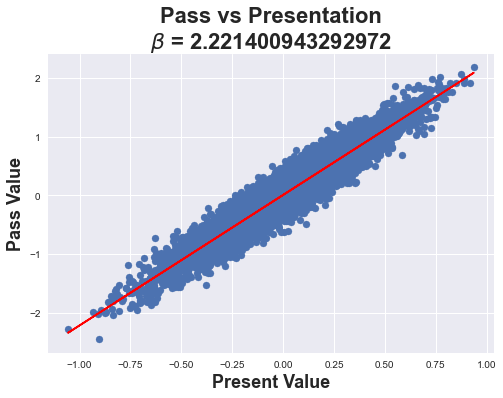 Pass vs Presentation
β = 2.221400943292972
Pass Value
2
1
0
−1
−2
−1.00 −0.75 −0.50 −0.25 0.00 0.25 0.50 0.75 1.00
Present Value